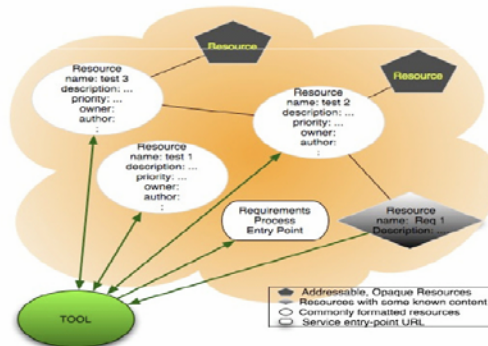 Resource
Resource
Resource
name: test 3
description: ...
priority: ...
owner:
author:
:
Resource
name: test 2
description: ...
priority: ...
owner:
author:
:
Resource
name: test 1
description: ...
priority: ...
owner:
author:
:
Requirements
Process
Entry Point
Resource
name: Req 1
Description: ...
TOOL
Addressable, Opaque Resources
Resources with some known content
Commonly formatted resources
Service entry-point URL